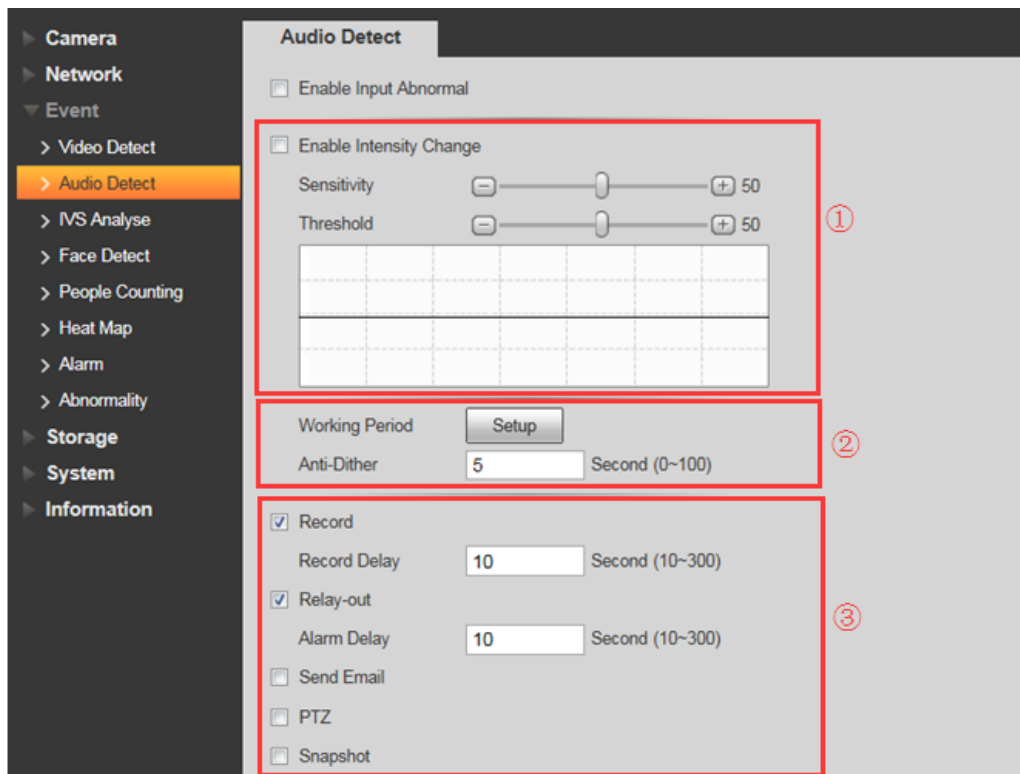 Camera
Network
Event
Video Detect
Audio Detect
IVS Analyse
Face Detect
People Counting
Heat Map
Alarm
Abnormality
Storage
System
Information
Audio Detect
Enable Input Abnormal
Enable Intensity Change
Sensitivity 50
Threshold 50
①
Working Period Setup
Anti-Dither 5 Second (0~100)
②
Record
Record Delay 10 Second (10~300)
Relay-out
Alarm Delay 10 Second (10~300)
Send Email
PTZ
Snapshot
③